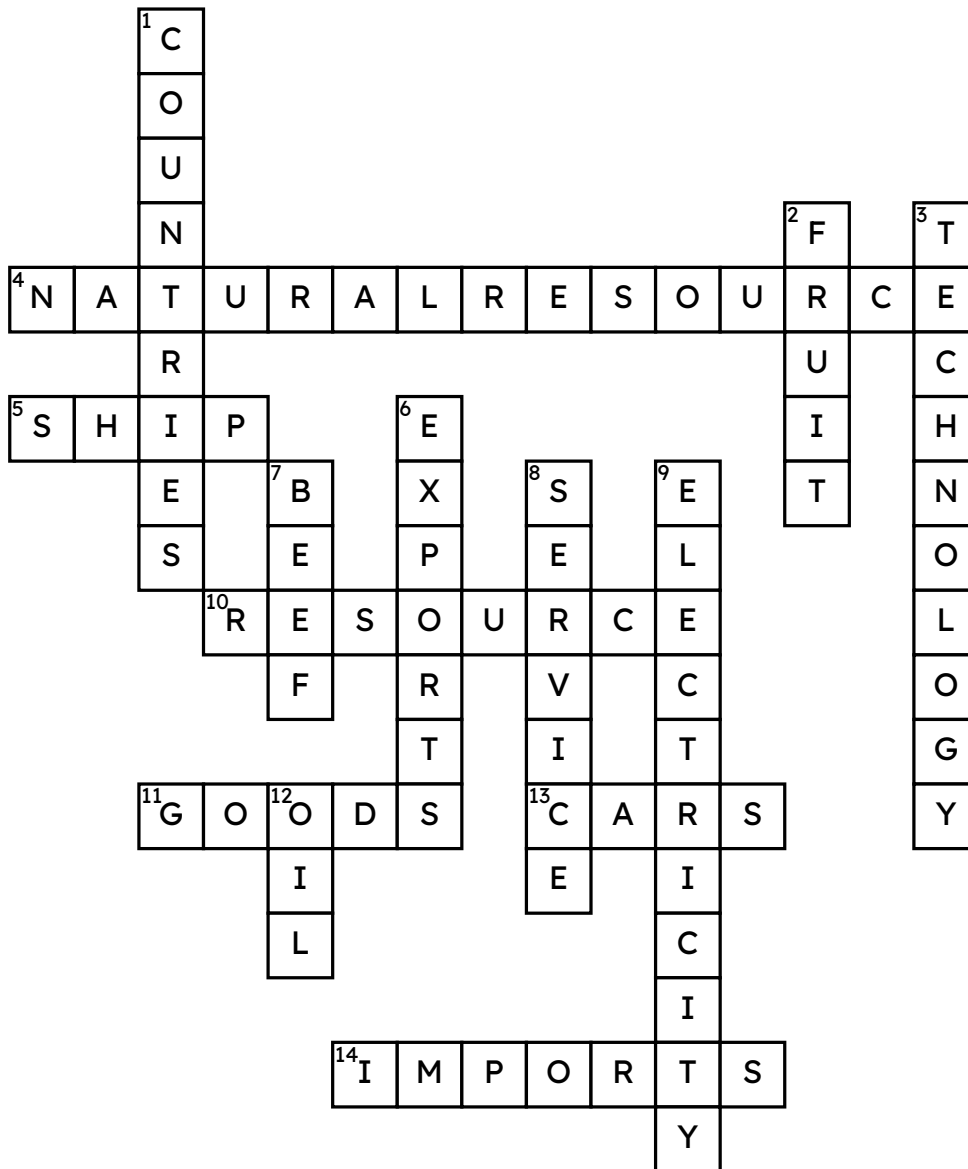 1 C
O
U
N 2 F 3 T
4 N A T U R A L R E S O U R C E
R U C
5 S H I P 6 E I H
E 7 B X 8 S 9 E T N
S E P E L O
10 R E S O U R C E L
F R V C O
T I T G
11 G O 12 O D S 13 C A R S Y
I E I
L C
I
14 I M P O R T S
Y